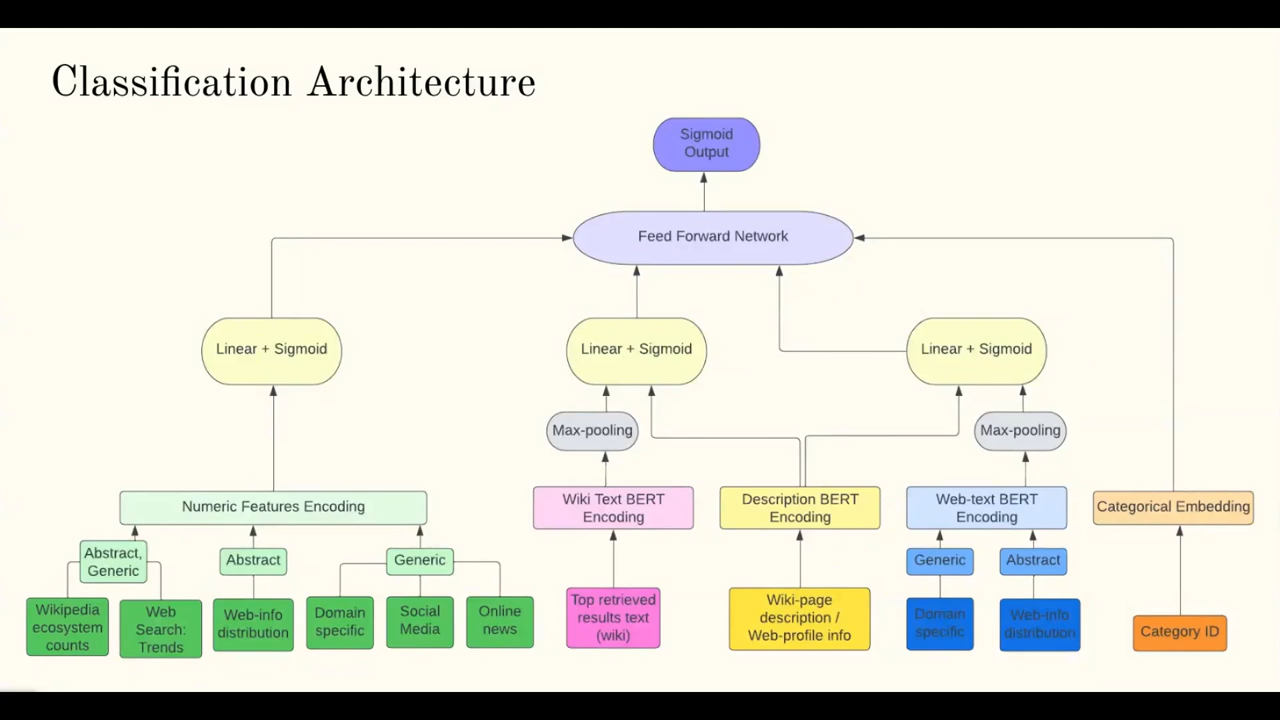 Classification Architecture
Sigmoid
Output
Feed Forward Network
Linear + Sigmoid
Linear + Sigmoid
Linear + Sigmoid
Max-pooling
Max-pooling
Numeric Features Encoding
Wiki Text BERT
Encoding
Description BERT
Encoding
Web-text BERT
Encoding
Categorical Embedding
Abstract,
Generic
Abstract
Generic
Generic
Abstract
Wikipedia
ecosystem
counts
Web
Search:
Trends
Web-info
distribution
Domain
specific
Social
Media
Online
news
Top retrieved
results text
(wiki)
Wiki-page
description /
Web-profile info
Domain
specific
Web-info
distribution
Category ID